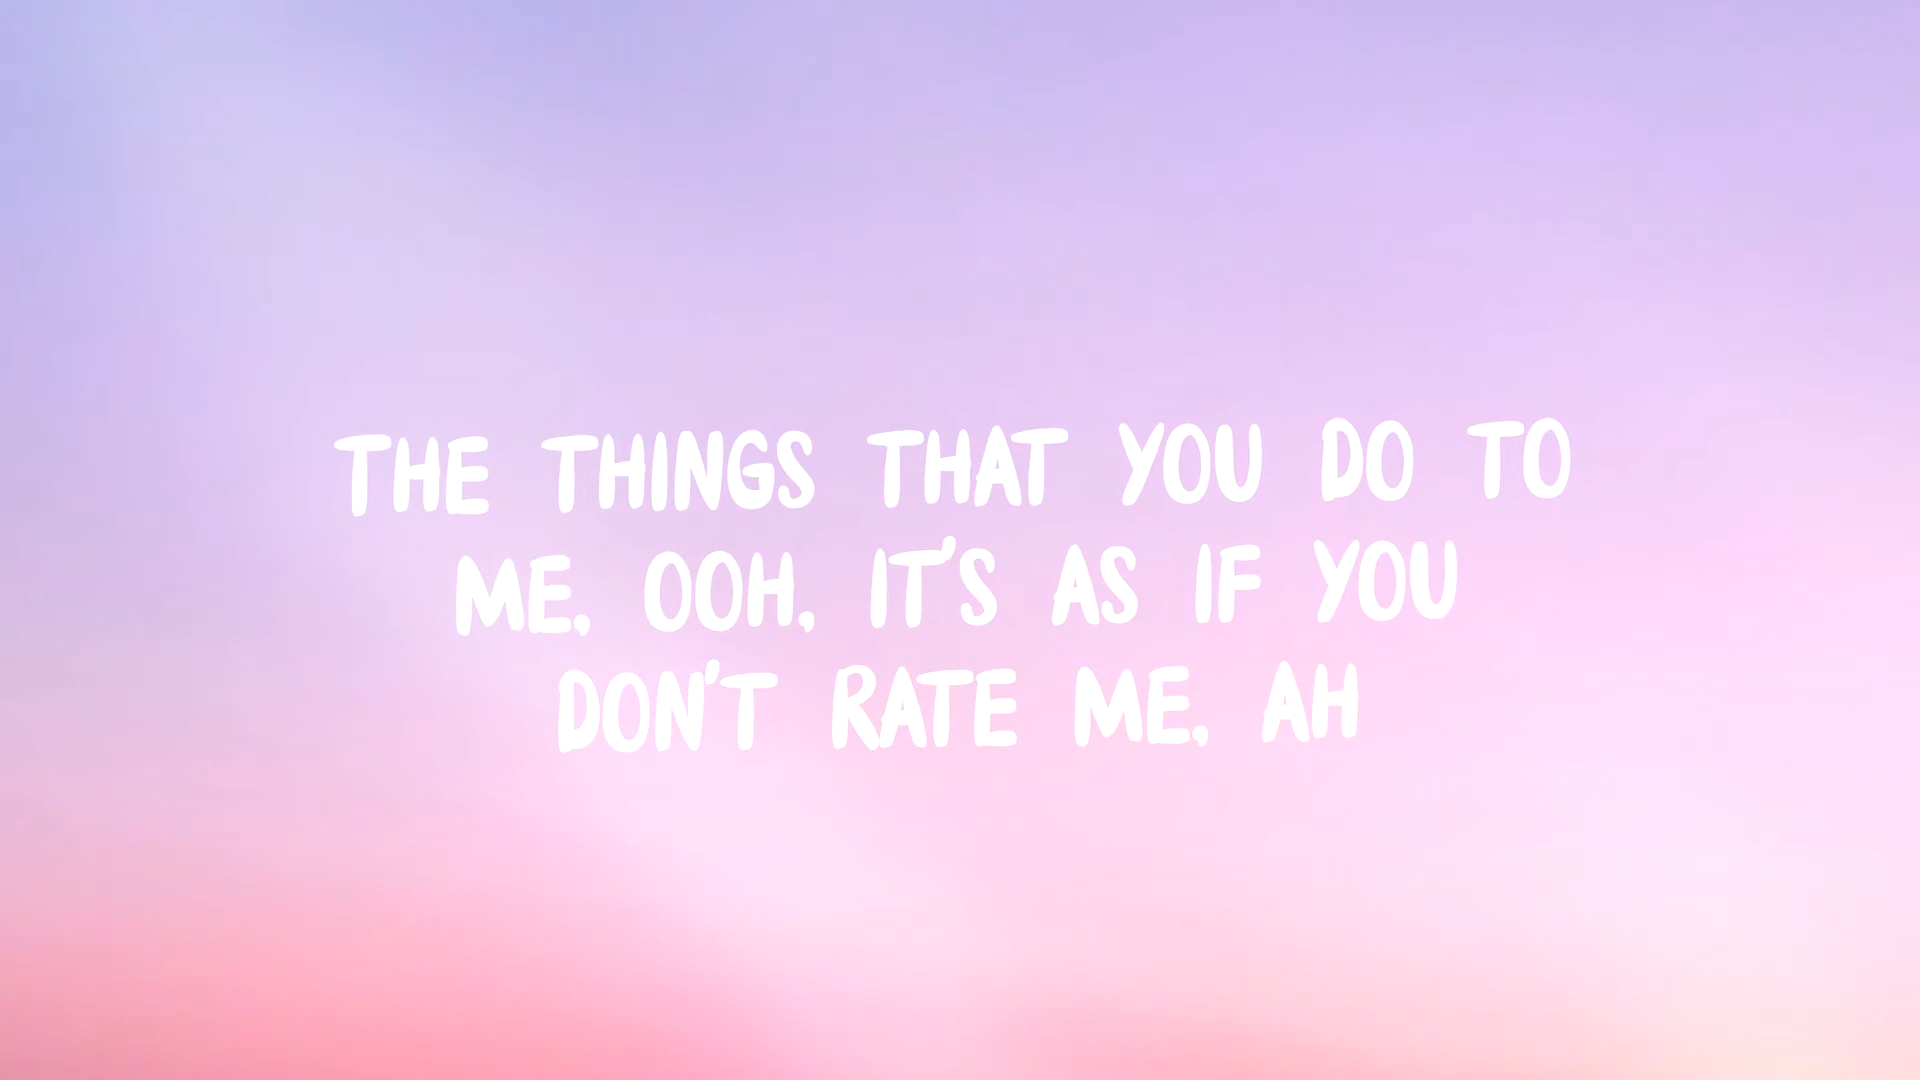 THE THINGS THAT YOU DO TO
ME, OOH, IT'S AS IF YOU
DON'T RATE ME, AH